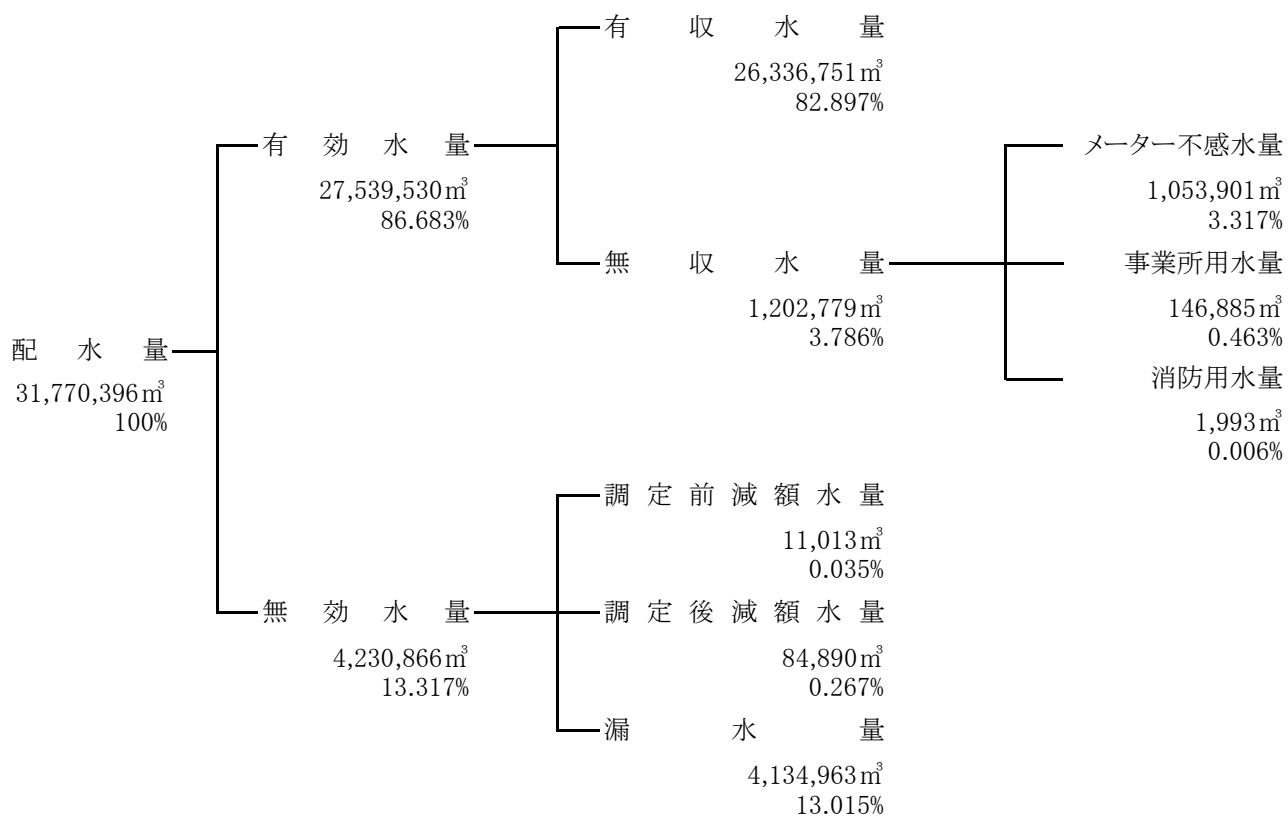 有収水量
26,336,751㎥
82.897%
有効水量
27,539,530㎥
86.683%
メーター不感水量
1,053,901㎥
3.317%
無収水量
1,202,779㎥
3.786%
事業所用水量
146,885㎥
0.463%
配水量
31,770,396㎥
100%
消防用水量
1,993㎥
0.006%
調定前減額水量
11,013㎥
0.035%
無効水量
4,230,866㎥
13.317%
調定後減額水量
84,890㎥
0.267%
漏水量
4,134,963㎥
13.015%